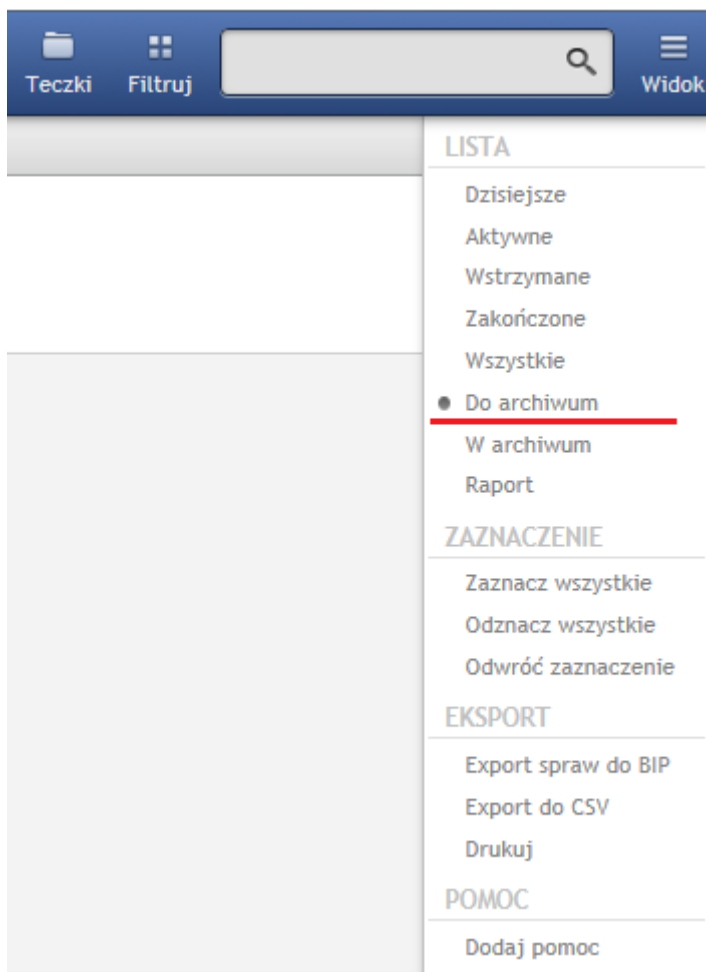 Teczki Filtruj Widok
LISTA
Dzisiejsze
Aktywne
Wstrzymane
Zakończone
Wszystkie
Do archiwum
W archiwum
Raport
ZAZNACZENIE
Zaznacz wszystkie
Odznacz wszystkie
Odwróć zaznaczenie
EKSPORT
Export spraw do BIP
Export do CSV
Drukuj
POMOC
Dodaj pomoc